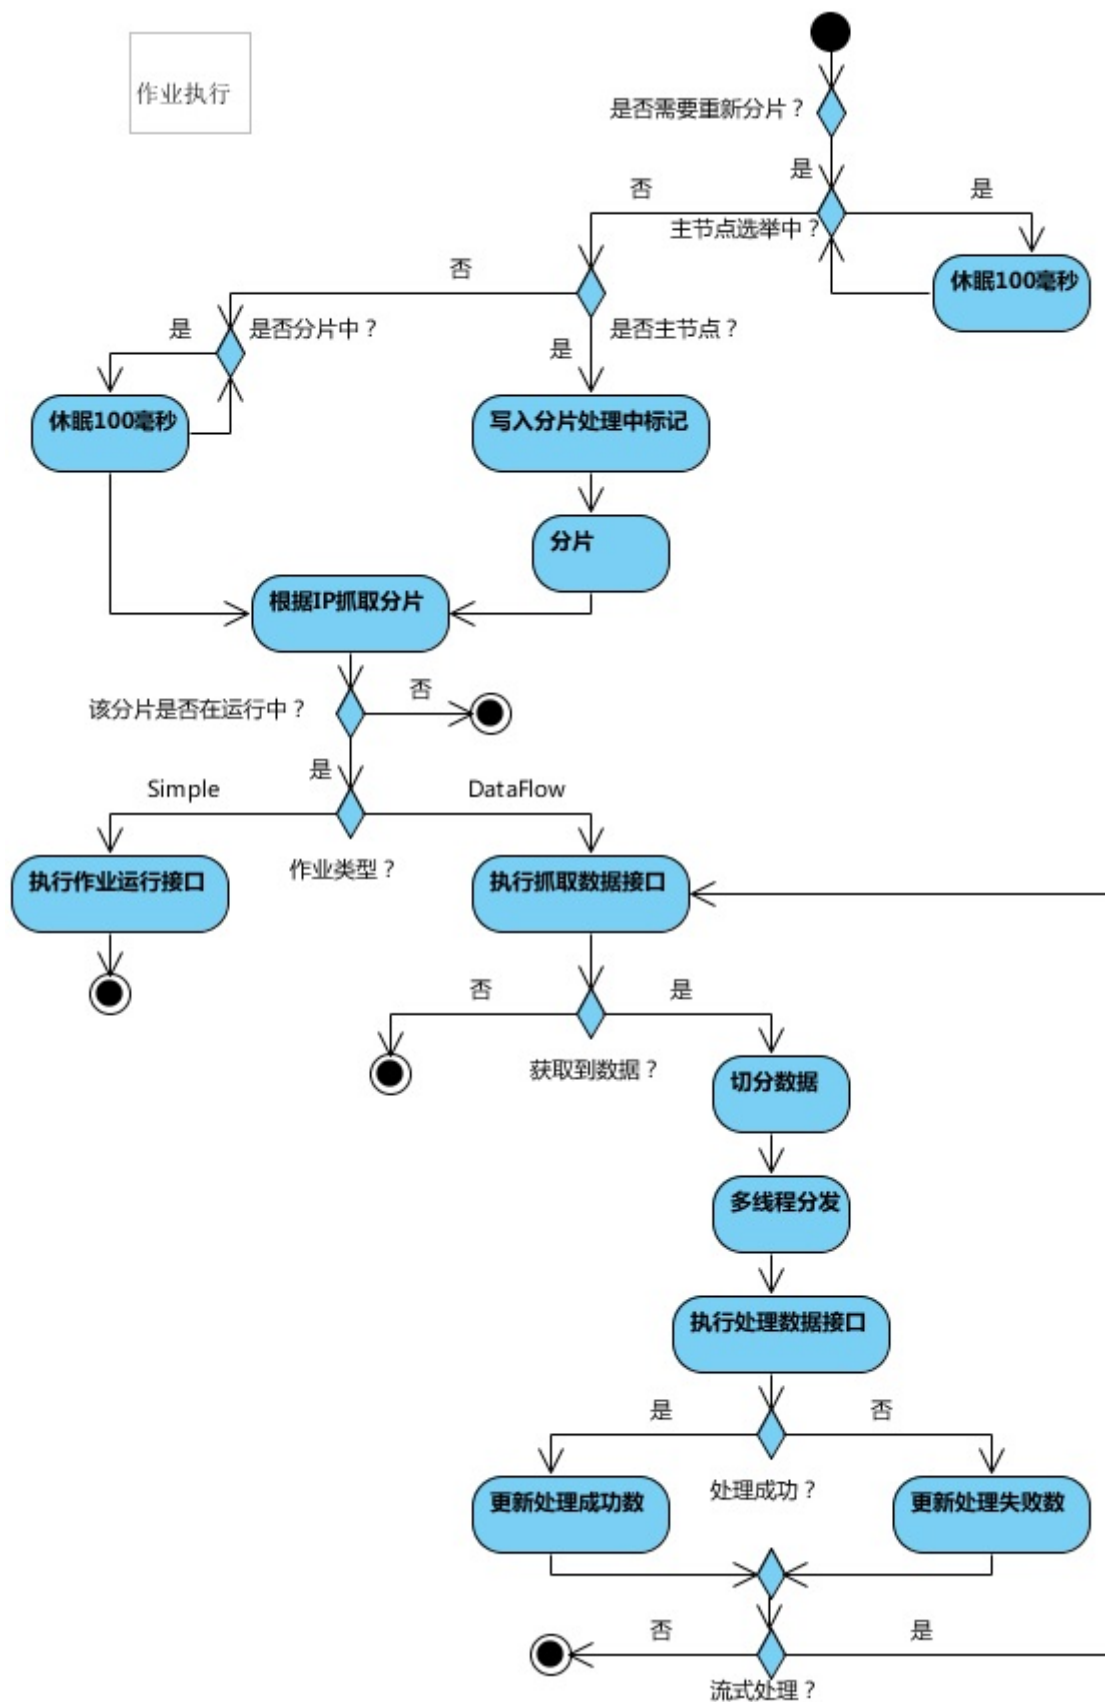 作业执行
是否需要重新分片？
是
否
是
主节点选举中？
休眠100毫秒
否
是
是否分片中？
是否主节点？
是
休眠100毫秒
写入分片处理中标记
分片
根据IP抓取分片
该分片是否在运行中？
否
是
Simple
DataFlow
作业类型？
执行作业运行接口
执行抓取数据接口
否
是
获取到数据？
切分数据
多线程分发
执行处理数据接口
是
否
处理成功？
更新处理成功数
更新处理失败数
否
是
流式处理？